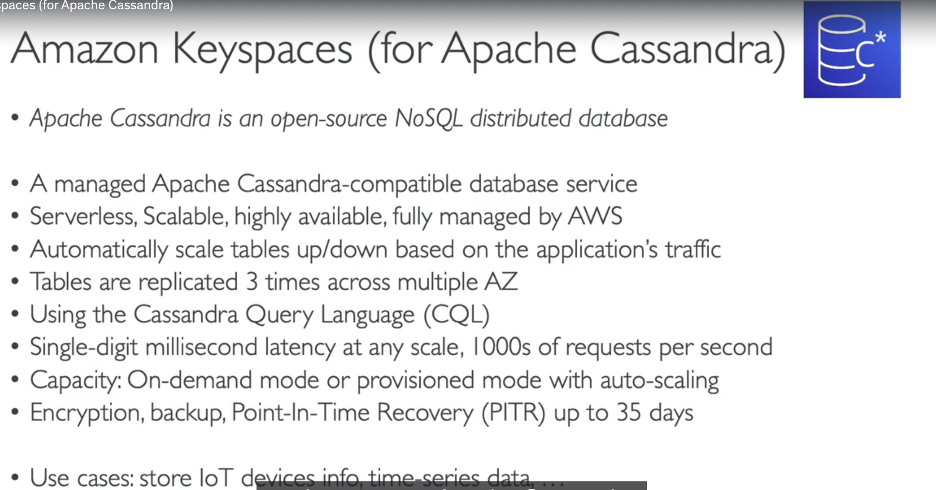 spaces (for Apache Cassandra)
Amazon Keyspaces (for Apache Cassandra)
C*
• Apache Cassandra is an open-source NoSQL distributed database
• A managed Apache Cassandra-compatible database service
• Serverless, Scalable, highly available, fully managed by AWS
• Automatically scale tables up/down based on the application's traffic
• Tables are replicated 3 times across multiple AZ
• Using the Cassandra Query Language (CQL)
• Single-digit millisecond latency at any scale, 1000s of requests per second
• Capacity: On-demand mode or provisioned mode with auto-scaling
• Encryption, backup, Point-In-Time Recovery (PITR) up to 35 days
• Use cases: store IoT devices info, time-series data, …